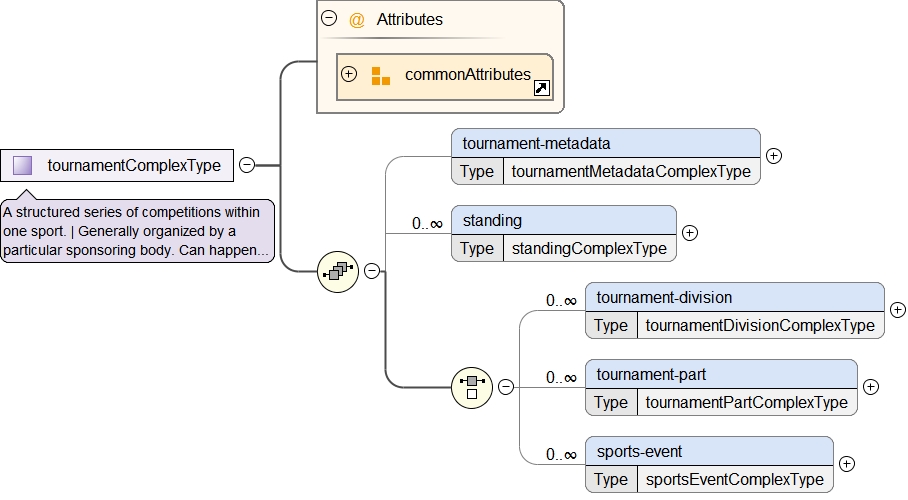 @ Attributes
commonAttributes
tournamentComplexType
A structured series of competitions within
one sport. | Generally organized by a
particular sponsoring body. Can happen...
tournament-metadata
Type tournamentMetadataComplexType
0..∞
standing
Type standingComplexType
0..∞
tournament-division
Type tournamentDivisionComplexType
0..∞
tournament-part
Type tournamentPartComplexType
0..∞
sports-event
Type sportsEventComplexType